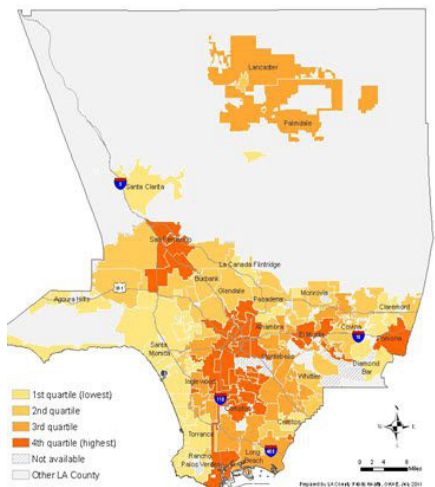 Lancaster
Palmdale
5
Santa Clarita
San Fernando
La Canada Flintridge
Burbank
Glendale
Pasadena
Monrovia
Claremont
Agoura Hills
Alhambra
El Monte
Covina
10
Pomona
Santa
Monica
Montebello
Diamond
Bar
Whittier
Inglewood
110
Compton
Cerritos
Torrance
Long
Beach
Rancho
Palos Verdes
1st quartile (lowest)
2nd quartile
3rd quartile
4th quartile (highest)
Not available
Other LA County
Miles